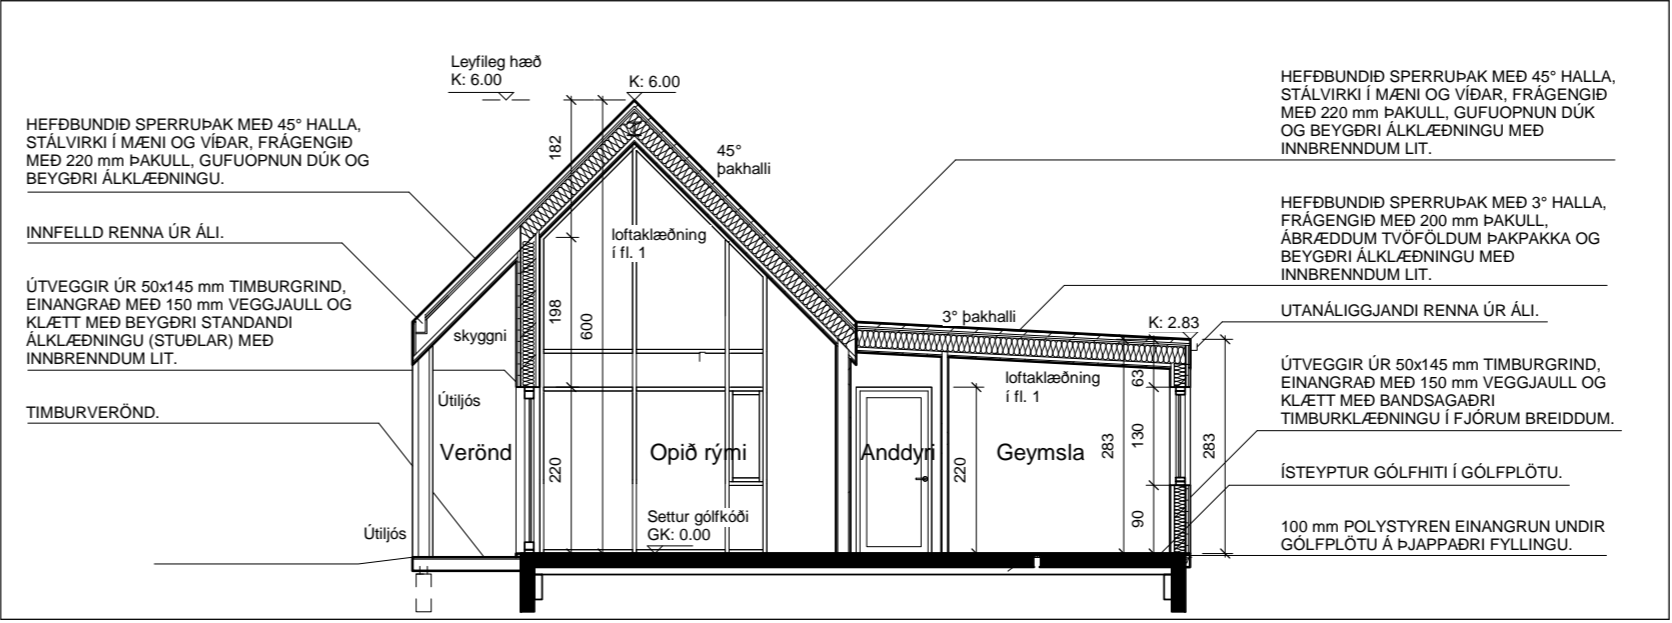 Leyfileg hæð
K: 6.00
K: 6.00
HEFÐBUNDIÐ SPERRUÞAK MEÐ 45° HALLA,
STÁLVIRKI Í MÆNI OG VÍÐAR, FRÁGENGIÐ
MEÐ 220 mm ÞAKULL, GUFUOPNUN DÚK OG
BEYGÐRI ÁLKLÆÐNINGU.
INNFELLD RENNA ÚR ÁLI.
ÚTVEGGIR ÚR 50x145 mm TIMBURGRIND,
EINANGRAÐ MEÐ 150 mm VEGGJAULL OG
KLÆTT MEÐ BEYGÐRI STANDANDI
ÁLKLÆÐNINGU (STUÐLAR) MEÐ
INNBRENNDUM LIT.
TIMBURVERÖND.
182
45°
þakhalli
loftaklæðning
í fl. 1
198
600
skyggni
Útiljós
Verönd
220
Opið rými
Settur gólfkóði
GK: 0.00
Útiljós
3° þakhalli
K: 2.83
loftaklæðning
í fl. 1
Anddyri
220
Geymsla
283
63
130
90
283
HEFÐBUNDIÐ SPERRUÞAK MEÐ 45° HALLA,
STÁLVIRKI Í MÆNI OG VÍÐAR, FRÁGENGIÐ
MEÐ 220 mm ÞAKULL, GUFUOPNUN DÚK
OG BEYGÐRI ÁLKLÆÐNINGU MEÐ
INNBRENNDUM LIT.
HEFÐBUNDIÐ SPERRUÞAK MEÐ 3° HALLA,
FRÁGENGIÐ MEÐ 200 mm ÞAKULL,
ÁBRÆDDUM TVÖFÖLDUM ÞAKPAKKA OG
BEYGÐRI ÁLKLÆÐNINGU MEÐ
INNBRENNDUM LIT.
UTANÁLIGGJANDI RENNA ÚR ÁLI.
ÚTVEGGIR ÚR 50x145 mm TIMBURGRIND,
EINANGRAÐ MEÐ 150 mm VEGGJAULL OG
KLÆTT MEÐ BANDSAGAÐRI
TIMBURKLÆÐNINGU Í FJÓRUM BREIDDUM.
ÍSTEYPTUR GÓLFHITI Í GÓLFPLÖTU.
100 mm POLYSTYREN EINANGRUN UNDIR
GÓLFPLÖTU Á ÞJAPPAÐRI FYLLINGU.